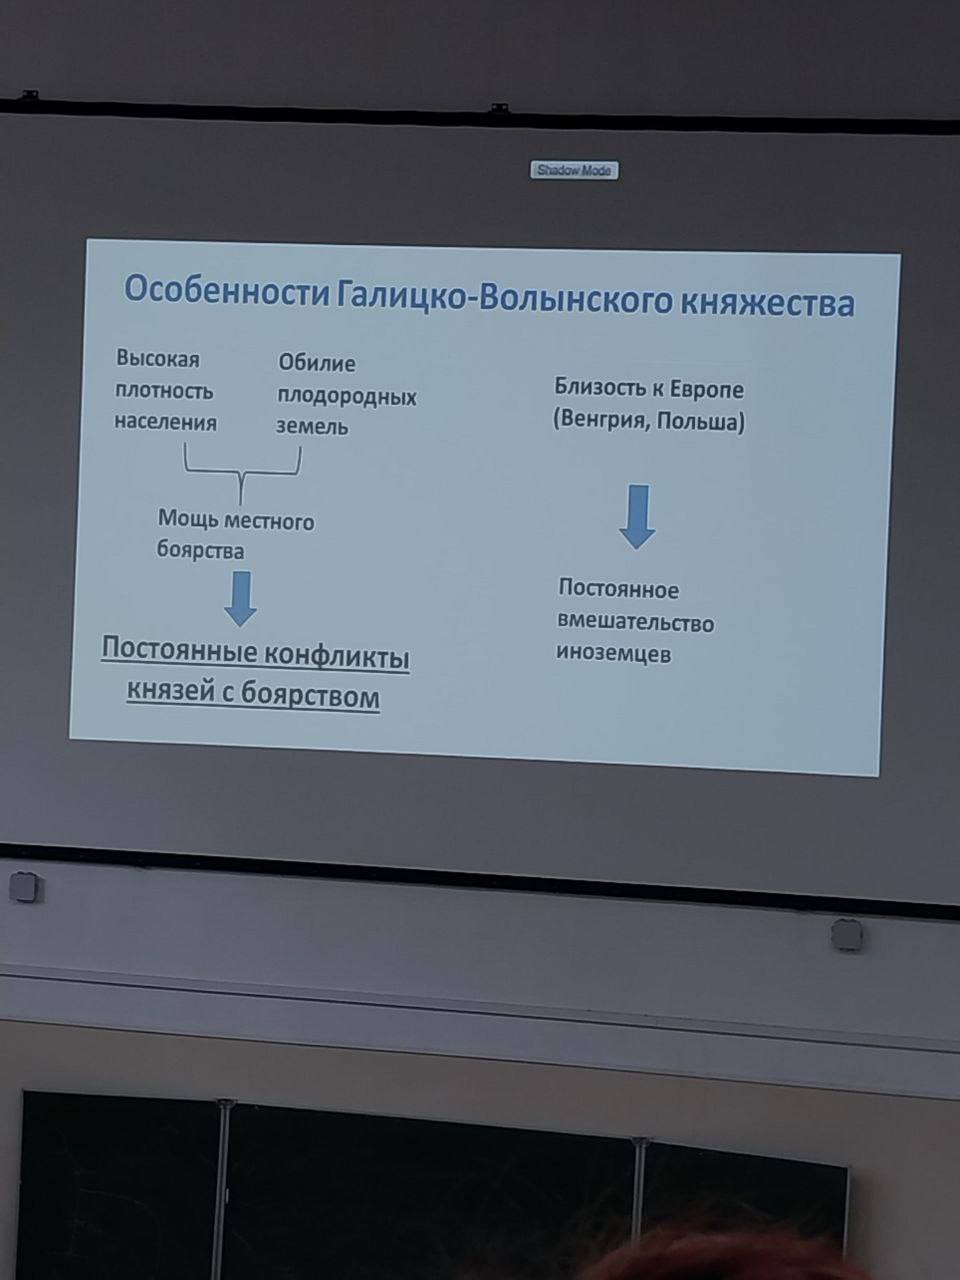 Shadow Mode
Особенности Галицко-Волынского княжества
Высокая
плотность
населения
Обилие
плодородных
земель
Мощь местного
боярства
Постоянные конфликты
князей с боярством
Близость к Европе
(Венгрия, Польша)
Постоянное
вмешательство
иноземцев